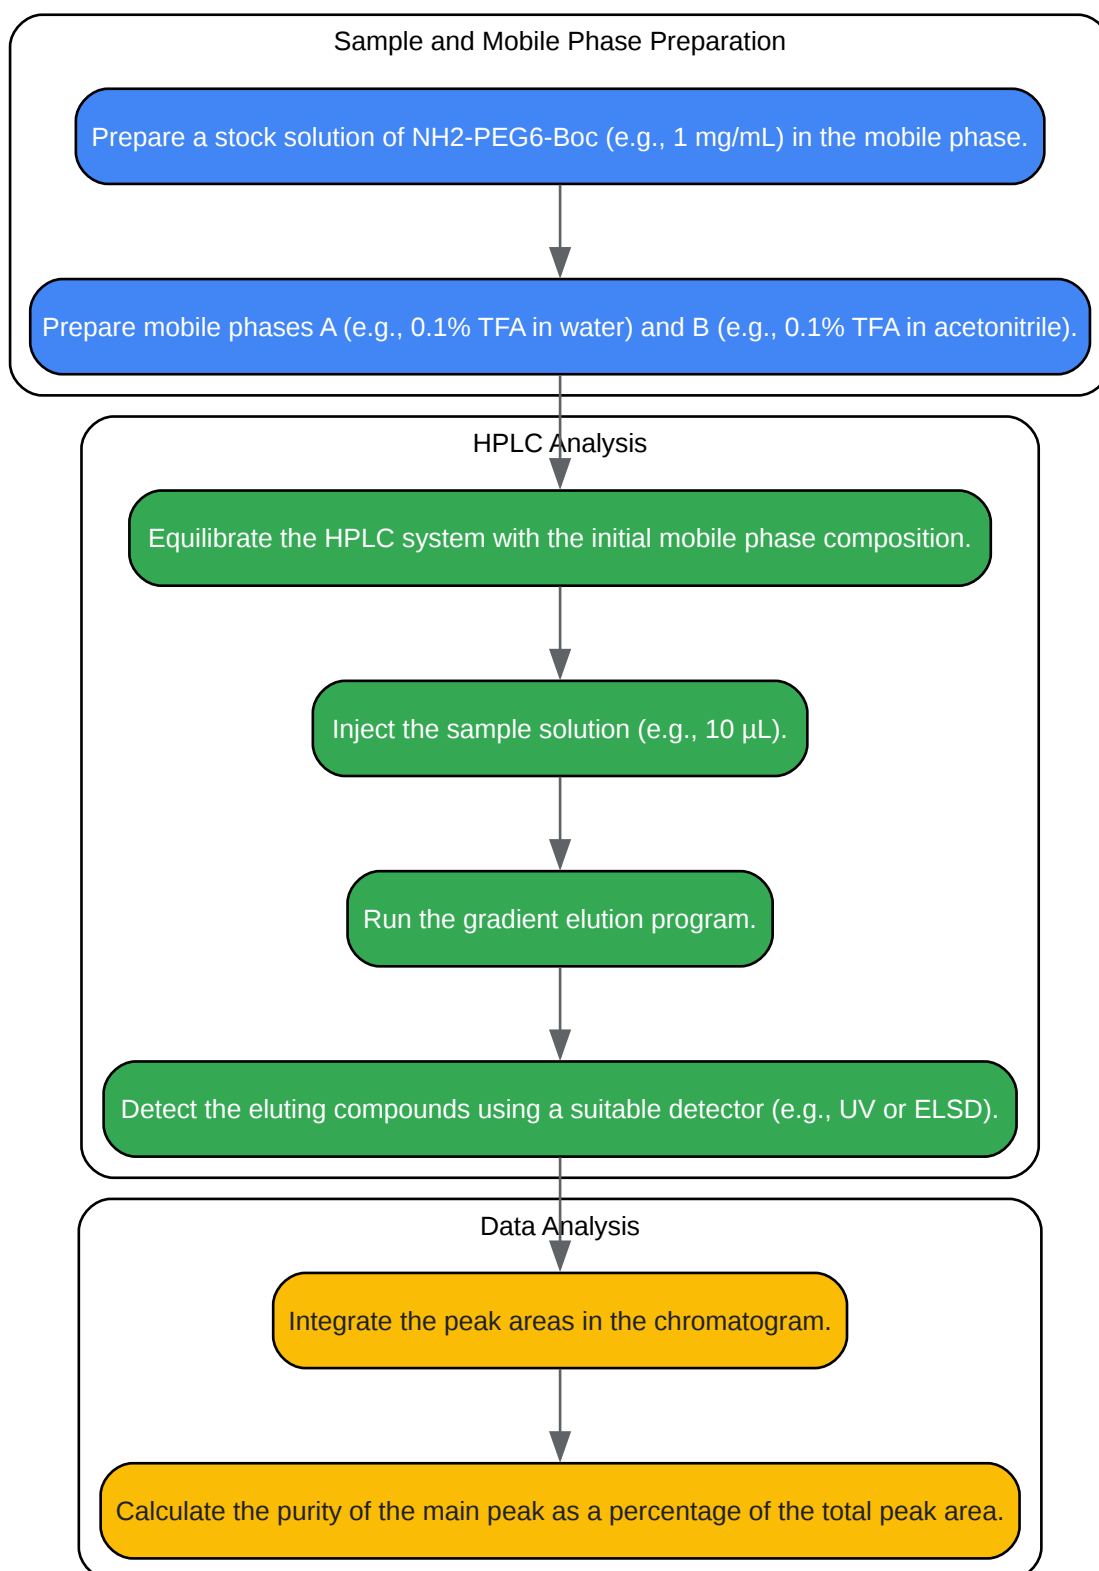 Sample and Mobile Phase Preparation
Prepare a stock solution of NH2-PEG6-Boc (e.g., 1 mg/mL) in the mobile phase.
Prepare mobile phases A (e.g., 0.1% TFA in water) and B (e.g., 0.1% TFA in acetonitrile).
HPLC Analysis
Equilibrate the HPLC system with the initial mobile phase composition.
Inject the sample solution (e.g., 10 µL).
Run the gradient elution program.
Detect the eluting compounds using a suitable detector (e.g., UV or ELSD).
Data Analysis
Integrate the peak areas in the chromatogram.
Calculate the purity of the main peak as a percentage of the total peak area.